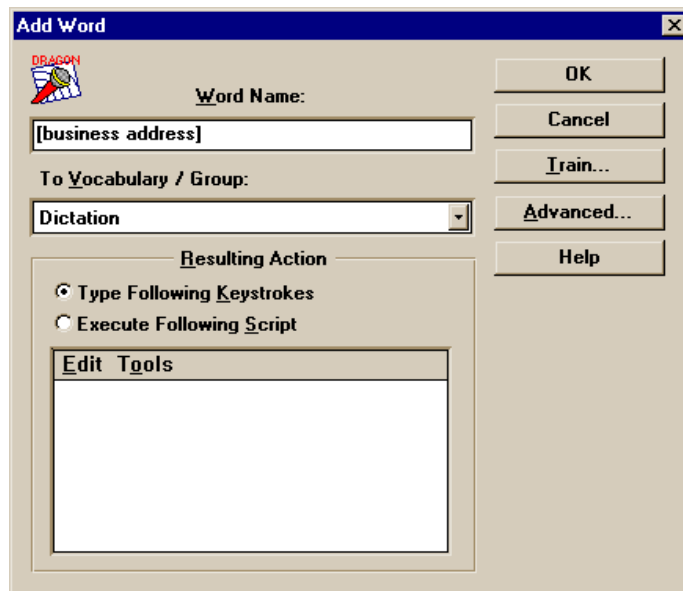 Add Word
DRAGON
Word Name:
[business address]
To Vocabulary / Group:
Dictation
Resulting Action
Type Following Keystrokes
Execute Following Script
Edit Tools
OK
Cancel
Train...
Advanced...
Help